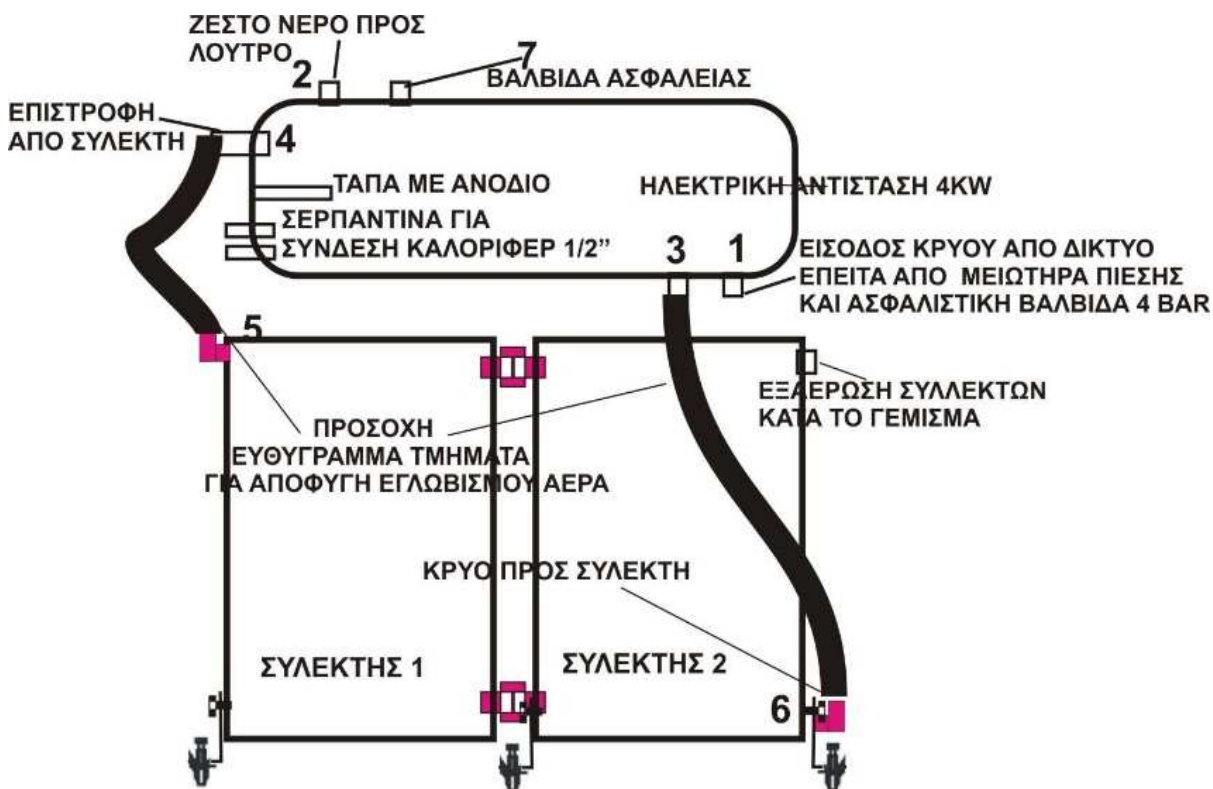 ΖΕΣΤΟ ΝΕΡΟ ΠΡΟΣ
ΛΟΥΤΡΟ
2
7
ΒΑΛΒΙΔΑ ΑΣΦΑΛΕΙΑΣ
ΕΠΙΣΤΡΟΦΗ
ΑΠΟ ΣΥΛΕΚΤΗ
4
ΤΑΠΑ ΜΕ ΑΝΟΔΙΟ
ΗΛΕΚΤΡΙΚΗ ΑΝΤΙΣΤΑΣΗ 4KW
ΣΕΡΠΑΝΤΙΝΑ ΓΙΑ
ΣΥΝΔΕΣΗ ΚΑΛΟΡΙΦΕΡ 1/2”
3
1
ΕΙΣΟΔΟΣ ΚΡΥΟΥ ΑΠΟ ΔΙΚΤΥΟ
ΕΠΕΙΤΑ ΑΠΟ ΜΕΙΩΤΗΡΑ ΠΙΕΣΗΣ
ΚΑΙ ΑΣΦΑΛΙΣΤΙΚΗ ΒΑΛΒΙΔΑ 4 BAR
5
ΕΞΑΕΡΩΣΗ ΣΥΛΛΕΚΤΩΝ
ΚΑΤΑ ΤΟ ΓΕΜΙΣΜΑ
ΠΡΟΣΟΧΗ
ΕΥΘΥΓΡΑΜΜΑ ΤΜΗΜΑΤΑ
ΓΙΑ ΑΠΟΦΥΓΗ ΕΓΛΩΒΙΣΜΟΥ ΑΕΡΑ
ΚΡΥΟ ΠΡΟΣ ΣΥΛΕΚΤΗ
ΣΥΛΕΚΤΗΣ 1
ΣΥΛΕΚΤΗΣ 2
6